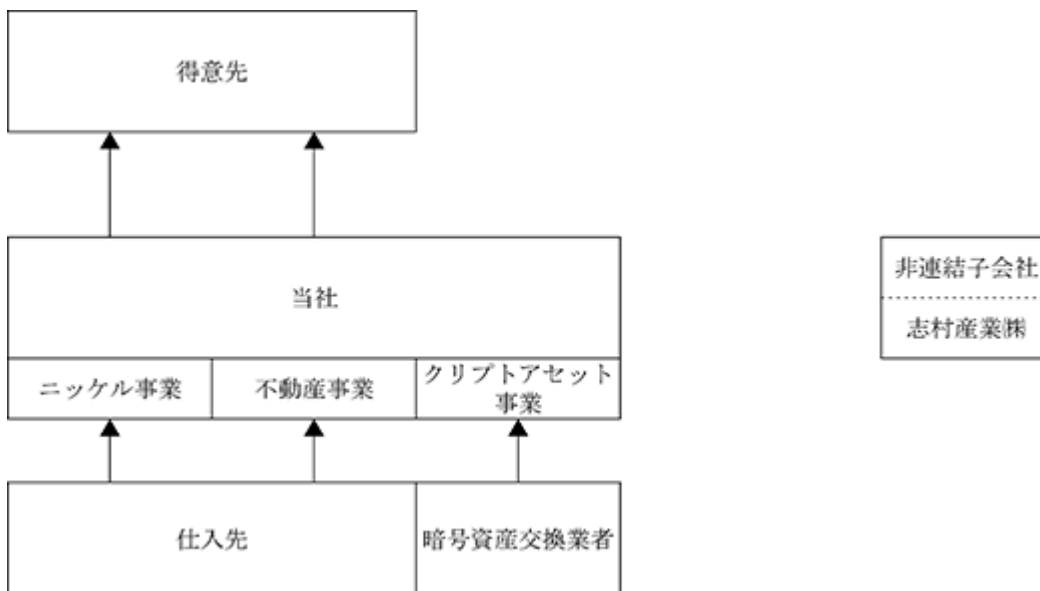 得意先
当社
ニッケル事業
不動産事業
クリプトアセット
事業
仕入先
暗号資産交換業者
非連結子会社
志村産業㈱